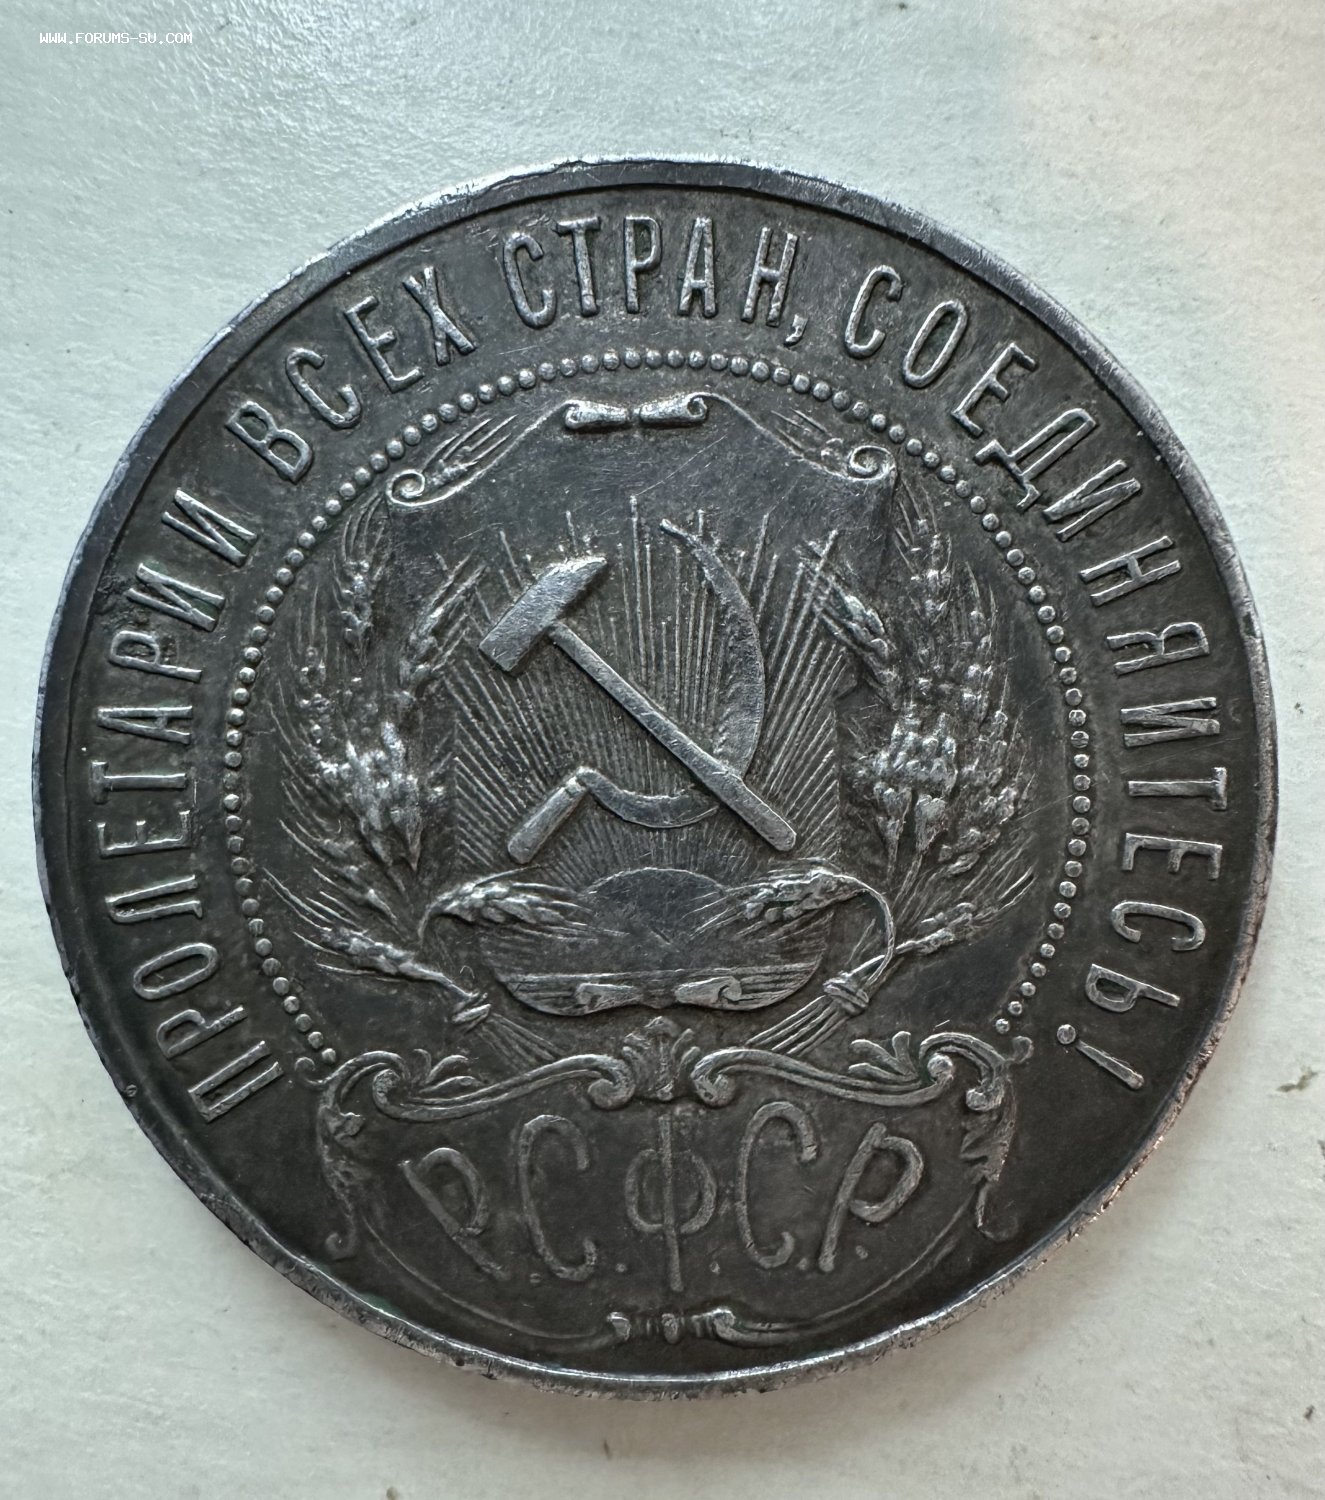 WWW.FORUMS-SU.COM
ПРОЛЕТАРИИ ВСЕХ СТРАН, СОЕДИНЯЙТЕСЬ!
Р.С.Ф.С.Р.